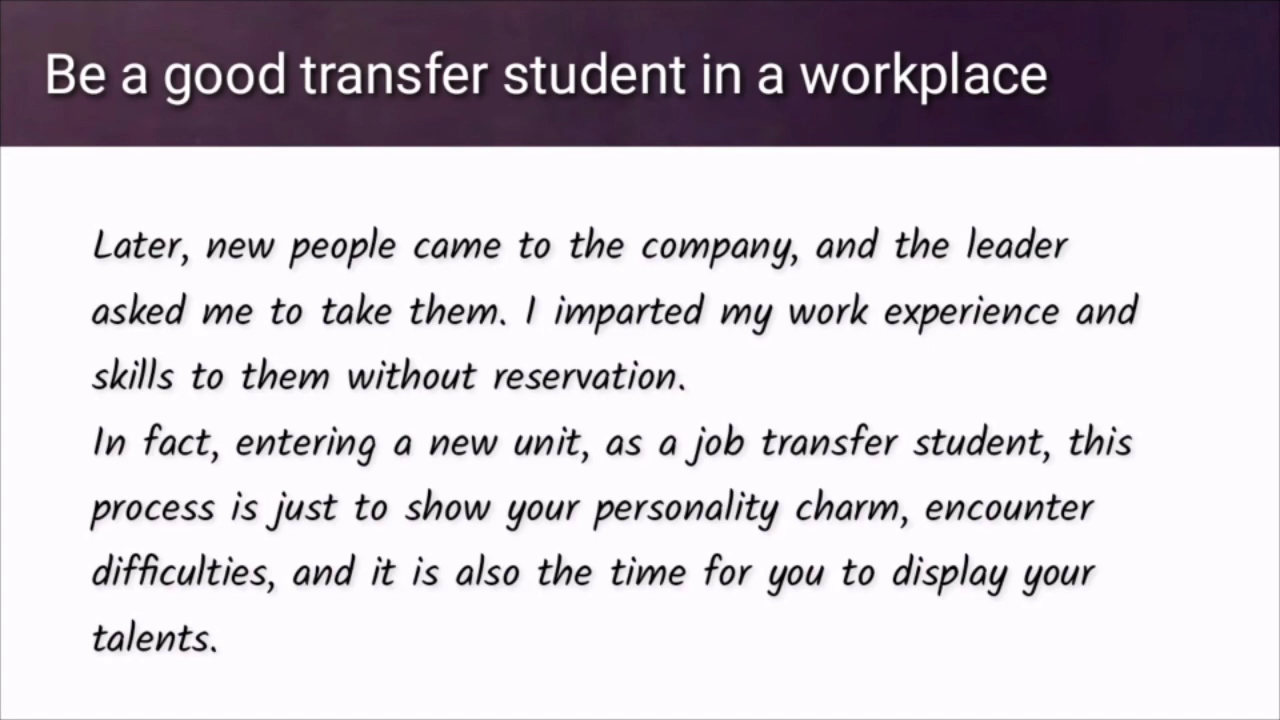 Be a good transfer student in a workplace
Later, new people came to the company, and the leader
asked me to take them. I imparted my work experience and
skills to them without reservation.
In fact, entering a new unit, as a job transfer student, this
process is just to show your personality charm, encounter
difficulties, and it is also the time for you to display your
talents.